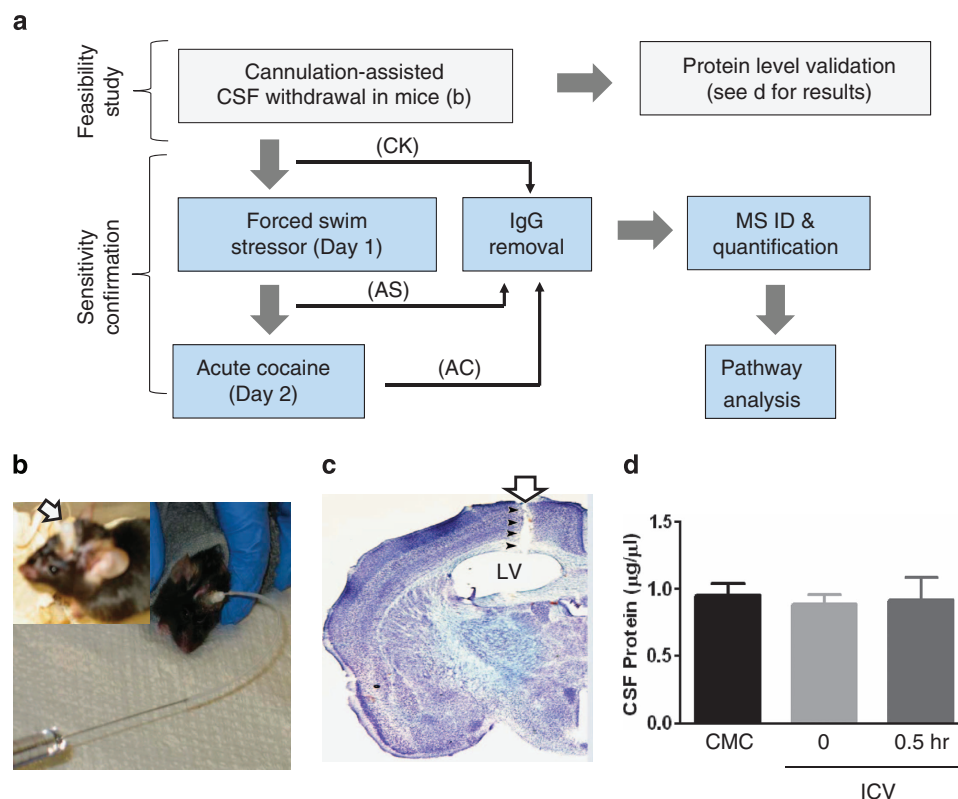 a
Feasibility
study
Cannulation-assisted
CSF withdrawal in mice (b)
Protein level validation
(see d for results)
Sensitivity
confirmation
(CK)
Forced swim
stressor (Day 1)
IgG
removal
MS ID &
quantification
(AS)
Acute cocaine
(Day 2)
(AC)
Pathway
analysis
b
c
LV
d
CSF Protein (µg/µl)
1.5
1.0
0.5
0.0
CMC
0
0.5 hr
ICV